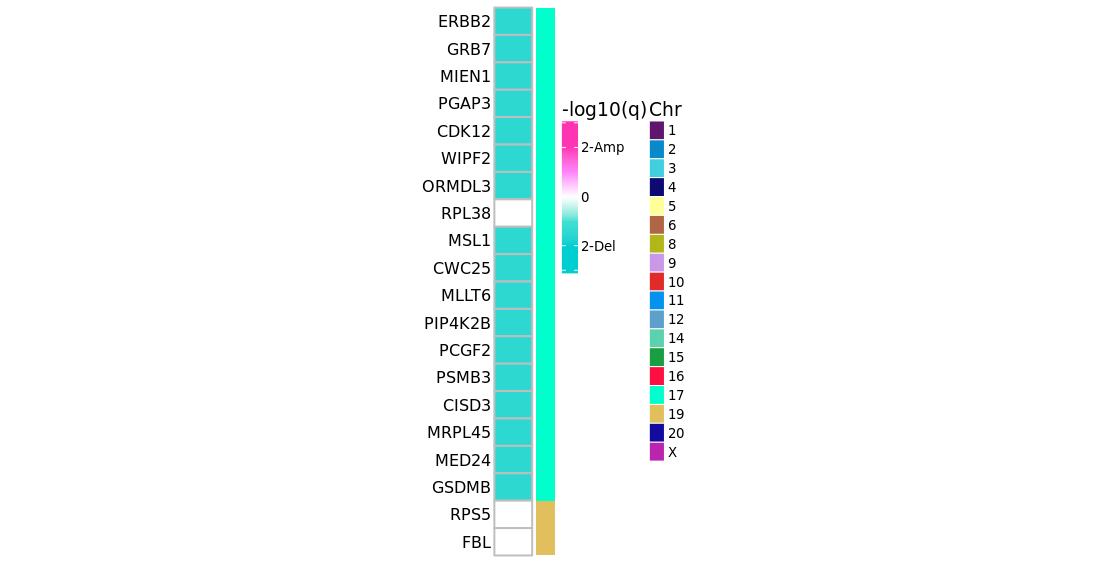 ERBB2
GRB7
MIEN1
PGAP3
CDK12
WIPF2
ORMDL3
RPL38
MSL1
CWC25
MLLT6
PIP4K2B
PCGF2
PSMB3
CISD3
MRPL45
MED24
GSDMB
RPS5
FBL
-log10(q)
2-Amp
0
2-Del
Chr
1
2
3
4
5
6
8
9
10
11
12
14
15
16
17
19
20
X